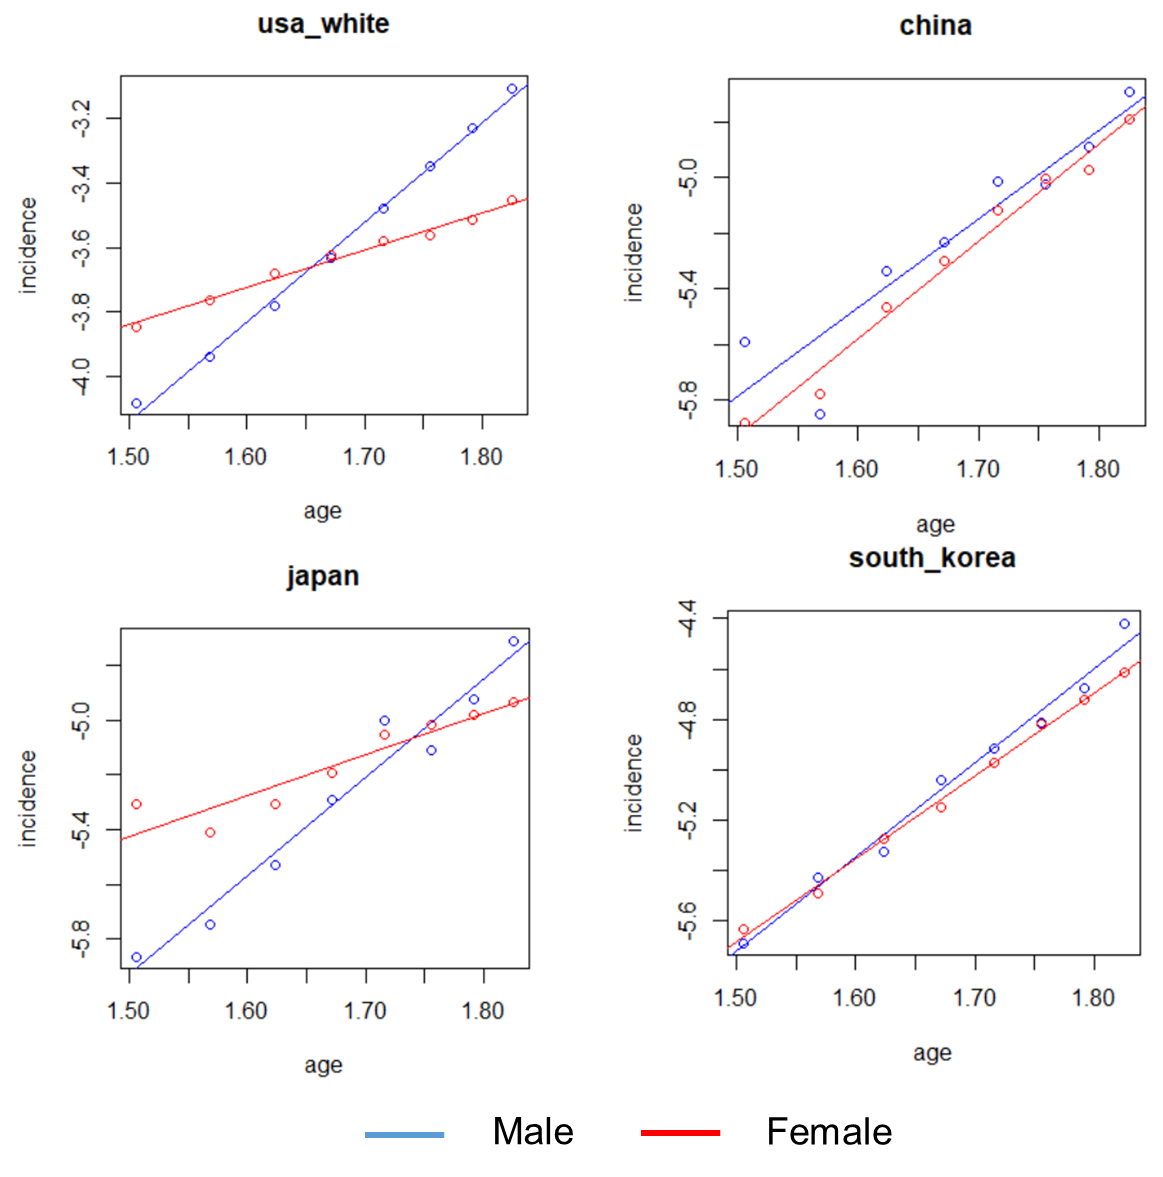 usa_white
incidence
-3.2
-3.4
-3.6
-3.8
-4.0
1.50 1.60 1.70 1.80
age
china
incidence
-5.0
-5.4
-5.8
1.50 1.60 1.70 1.80
age
japan
incidence
-5.0
-5.4
-5.8
1.50 1.60 1.70 1.80
age
south_korea
incidence
-4.4
-4.8
-5.2
-5.6
1.50 1.60 1.70 1.80
age
Male Female